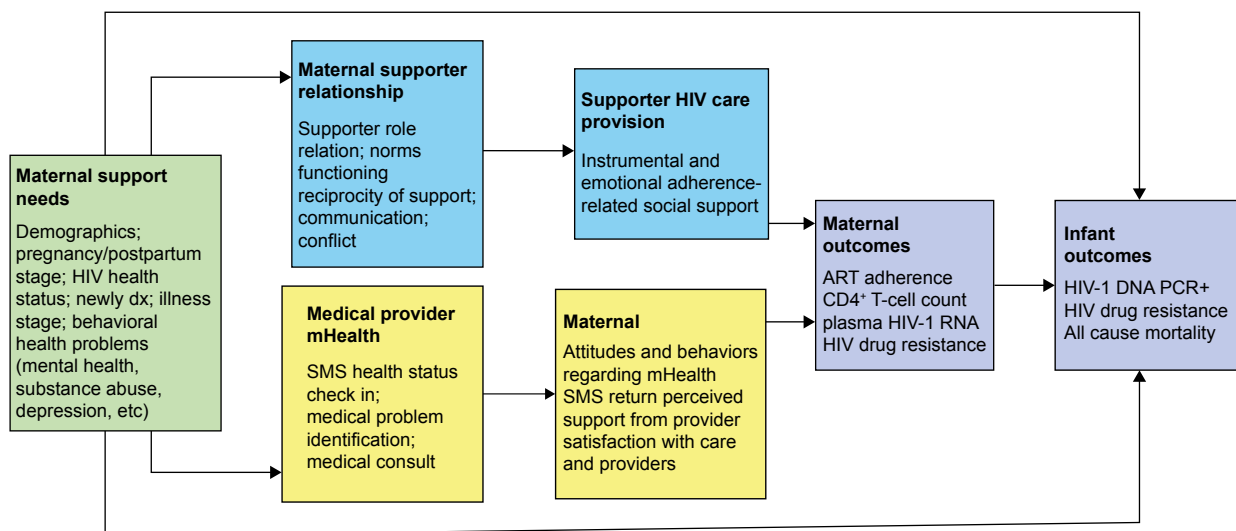 Maternal support
needs
Demographics;
pregnancy/postpartum
stage; HIV health
status; newly dx; illness
stage; behavioral
health problems
(mental health,
substance abuse,
depression, etc)
Maternal supporter
relationship
Supporter role
relation; norms
functioning
reciprocity of support;
communication;
conflict
Supporter HIV care
provision
Instrumental and
emotional adherence-
related social support
Medical provider
mHealth
SMS health status
check in;
medical problem
identification;
medical consult
Maternal
Attitudes and behaviors
regarding mHealth
SMS return perceived
support from provider
satisfaction with care
and providers
Maternal
outcomes
ART adherence
CD4⁺ T-cell count
plasma HIV-1 RNA
HIV drug resistance
Infant
outcomes
HIV-1 DNA PCR+
HIV drug resistance
All cause mortality